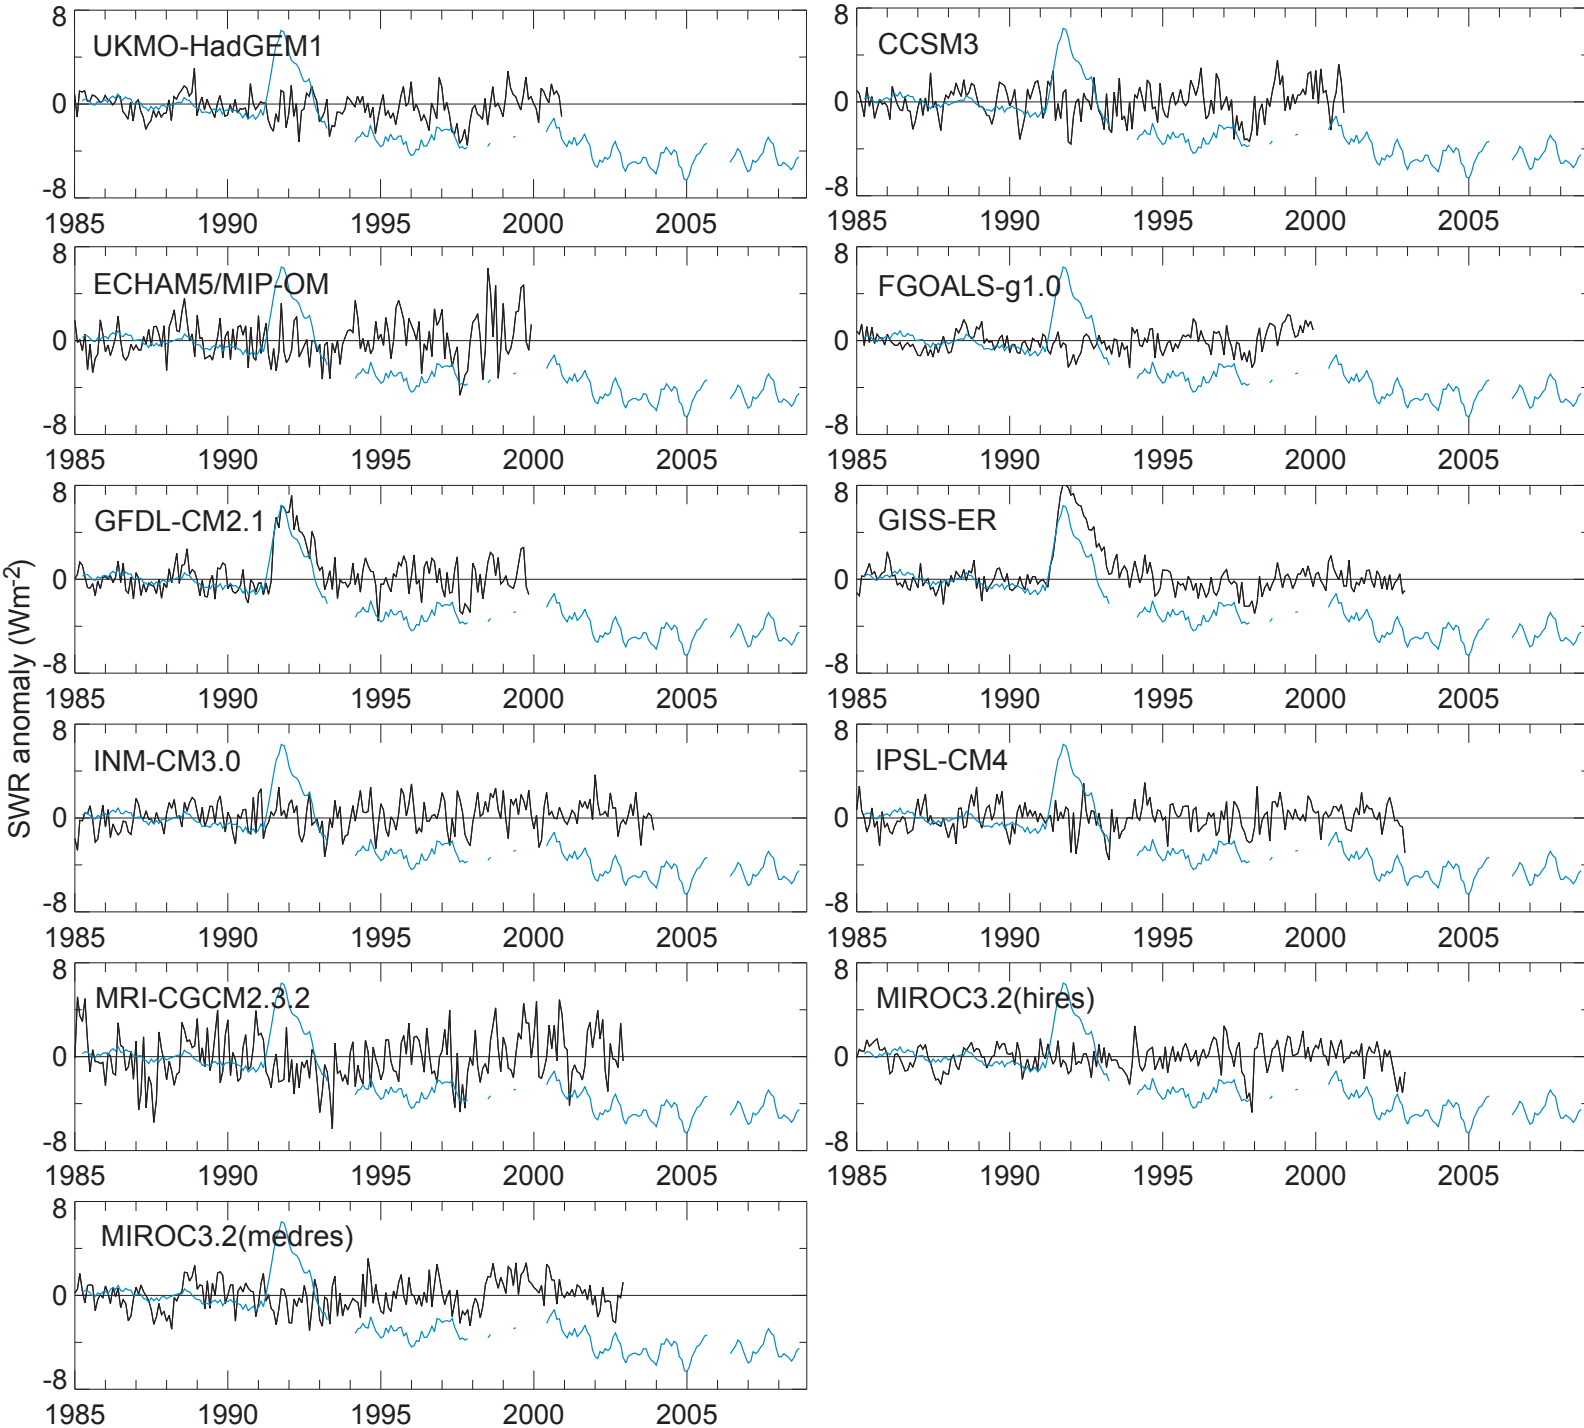 8 8
UKMO-HadGEM1 CCSM3
0 0
-8 -8
1985 1990 1995 2000 2005 1985 1990 1995 2000 2005
8 8
ECHAM5/MIP-OM FGOALS-g1.0
0 0
-8 -8
1985 1990 1995 2000 2005 1985 1990 1995 2000 2005
8 8
GFDL-CM2.1 GISS-ER
0 0
-8 -8
1985 1990 1995 2000 2005 1985 1990 1995 2000 2005
SWR anomaly (Wm⁻²)
8 8
INM-CM3.0 IPSL-CM4
0 0
-8 -8
1985 1990 1995 2000 2005 1985 1990 1995 2000 2005
8 8
MRI-CGCM2.3.2 MIROC3.2(hires)
0 0
-8 -8
1985 1990 1995 2000 2005 1985 1990 1995 2000 2005
8
MIROC3.2(medres)
0
-8
1985 1990 1995 2000 2005